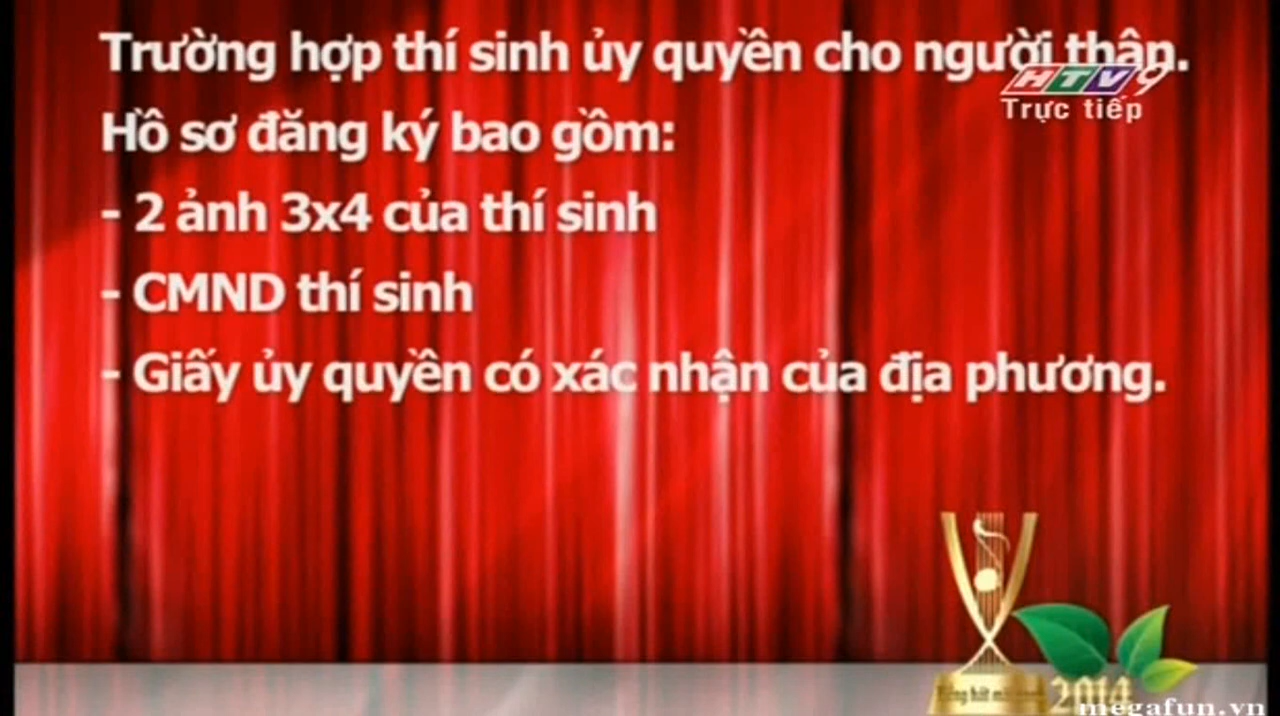 Trường hợp thí sinh ủy quyền cho người thân.
HTV9
Trực tiếp
Hồ sơ đăng ký bao gồm:
- 2 ảnh 3x4 của thí sinh
- CMND thí sinh
- Giấy ủy quyền có xác nhận của địa phương.
2014
megafun.vn